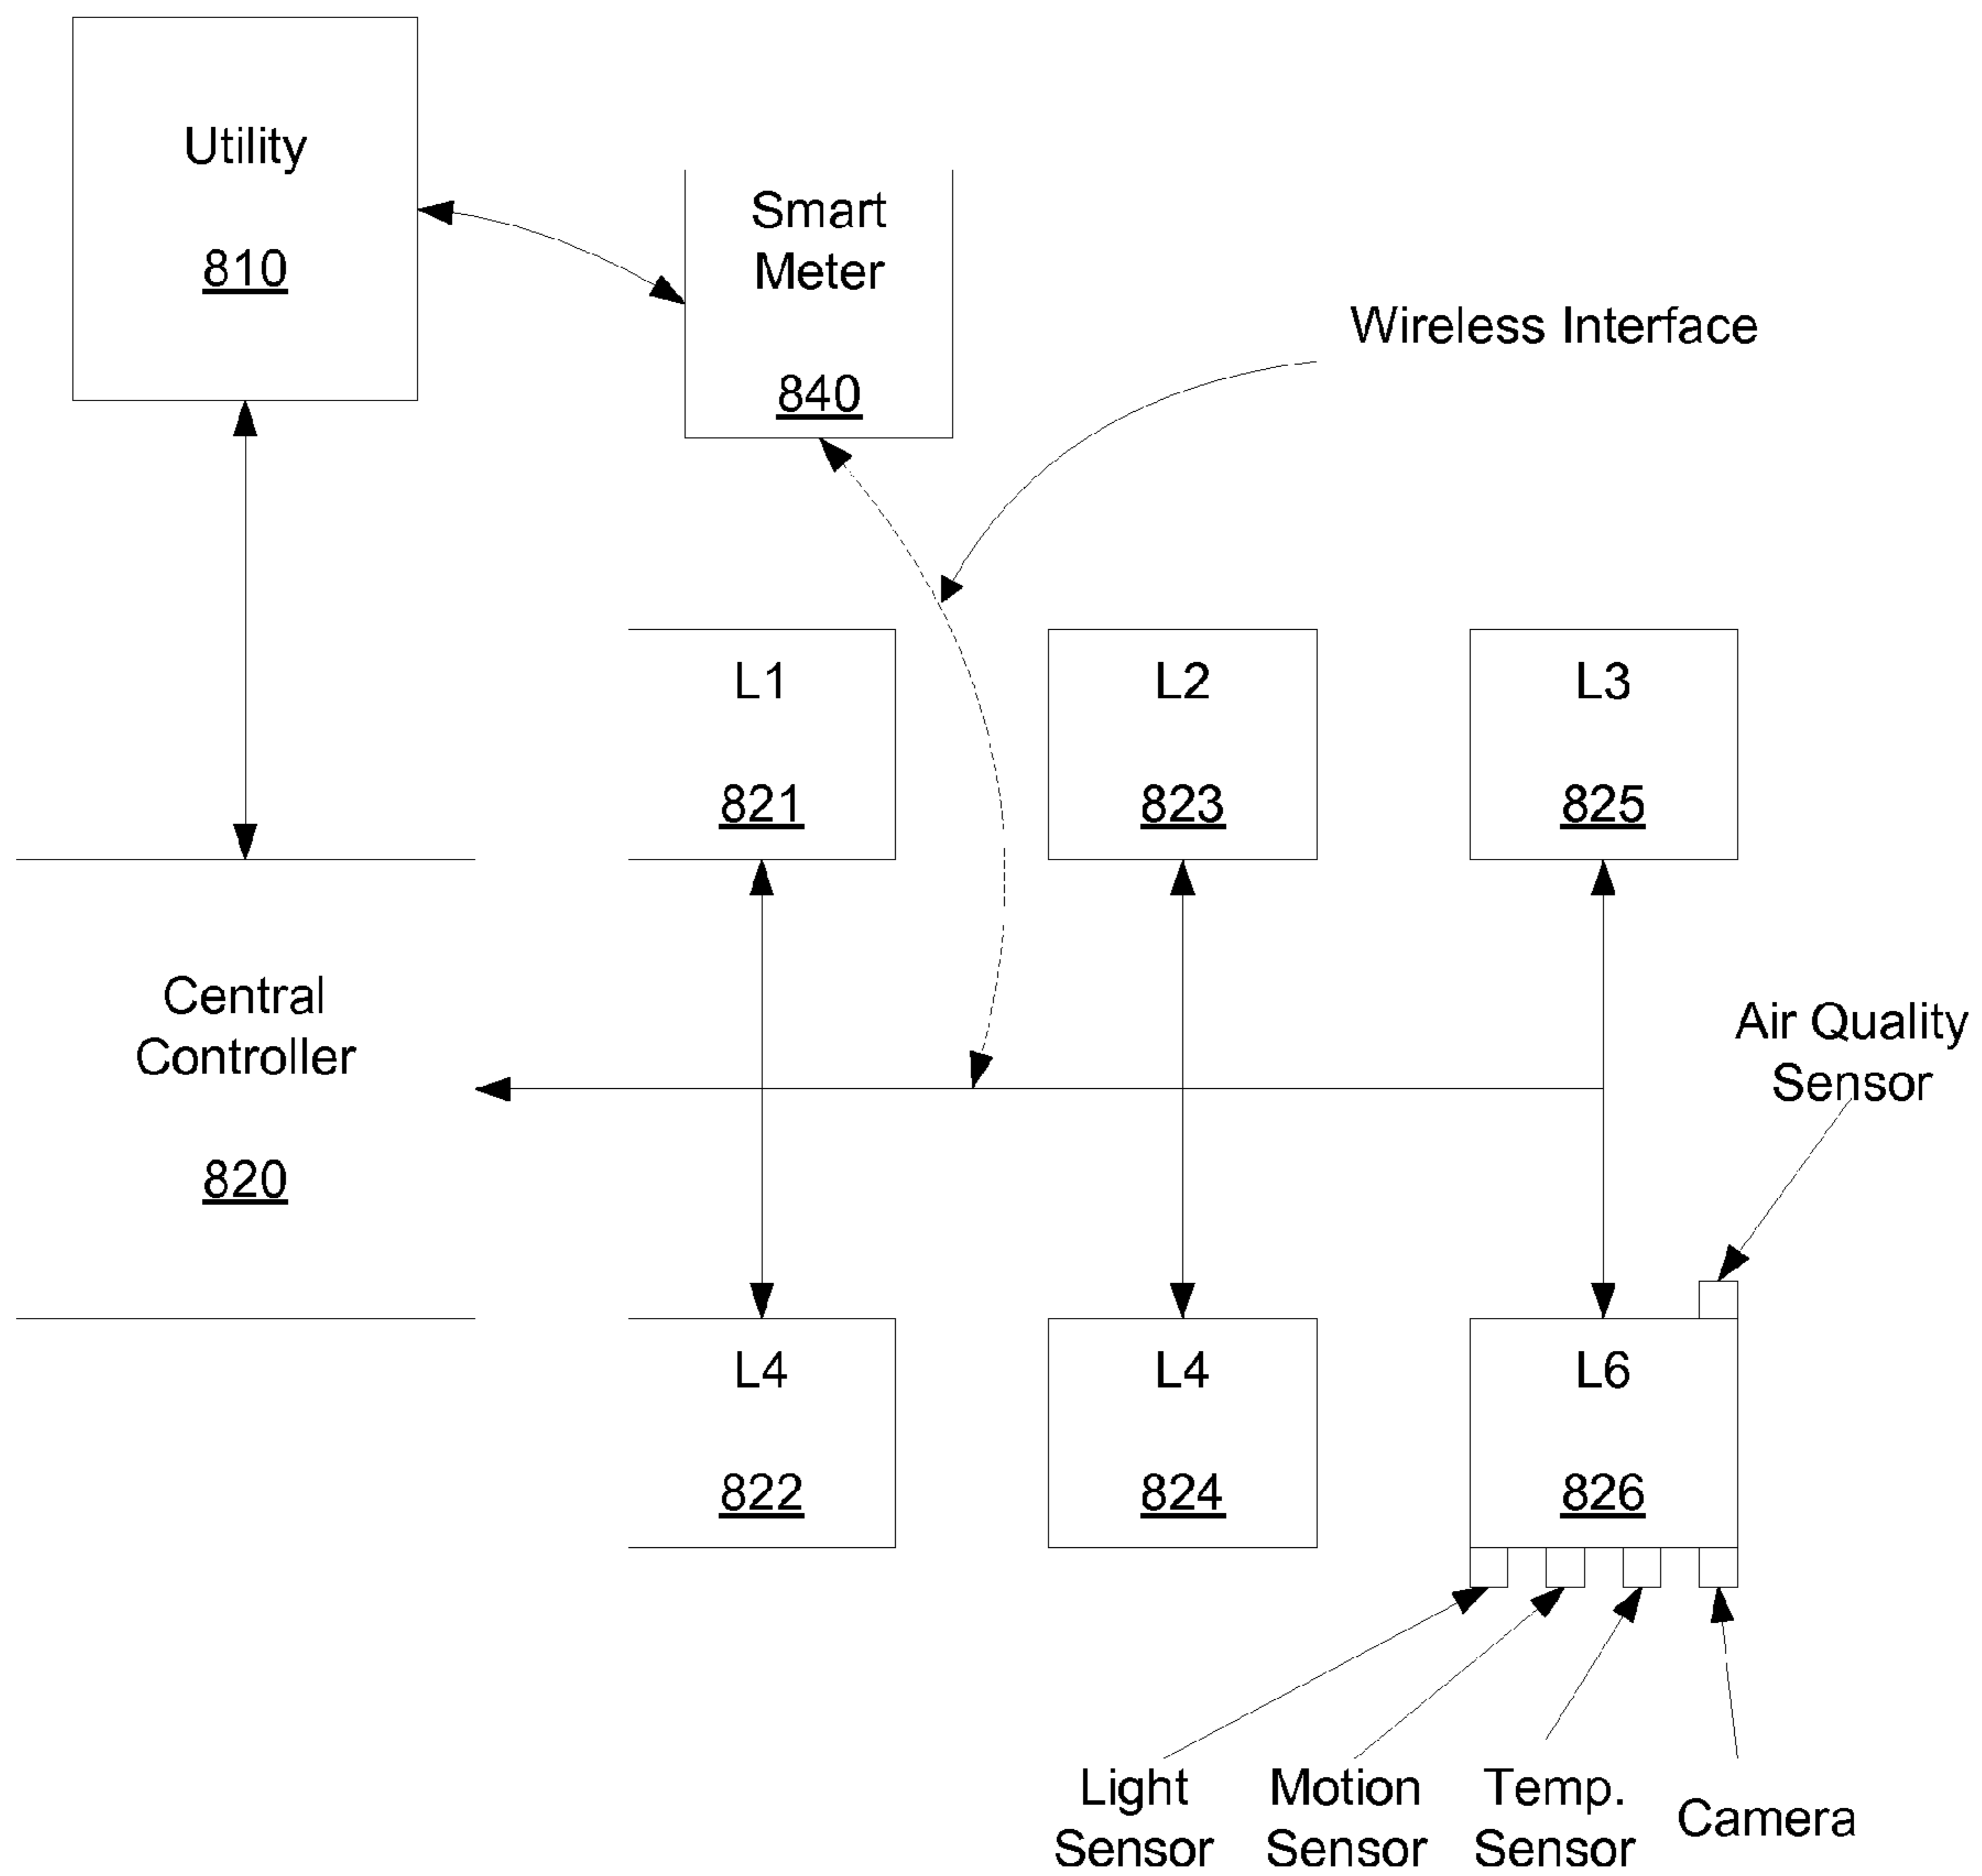 Utility
810
Smart
Meter
840
Wireless Interface
L1
821
L2
823
L3
825
Central
Controller
820
Air Quality
Sensor
L4
822
L4
824
L6
826
Light
Sensor
Motion
Sensor
Temp.
Sensor
Camera